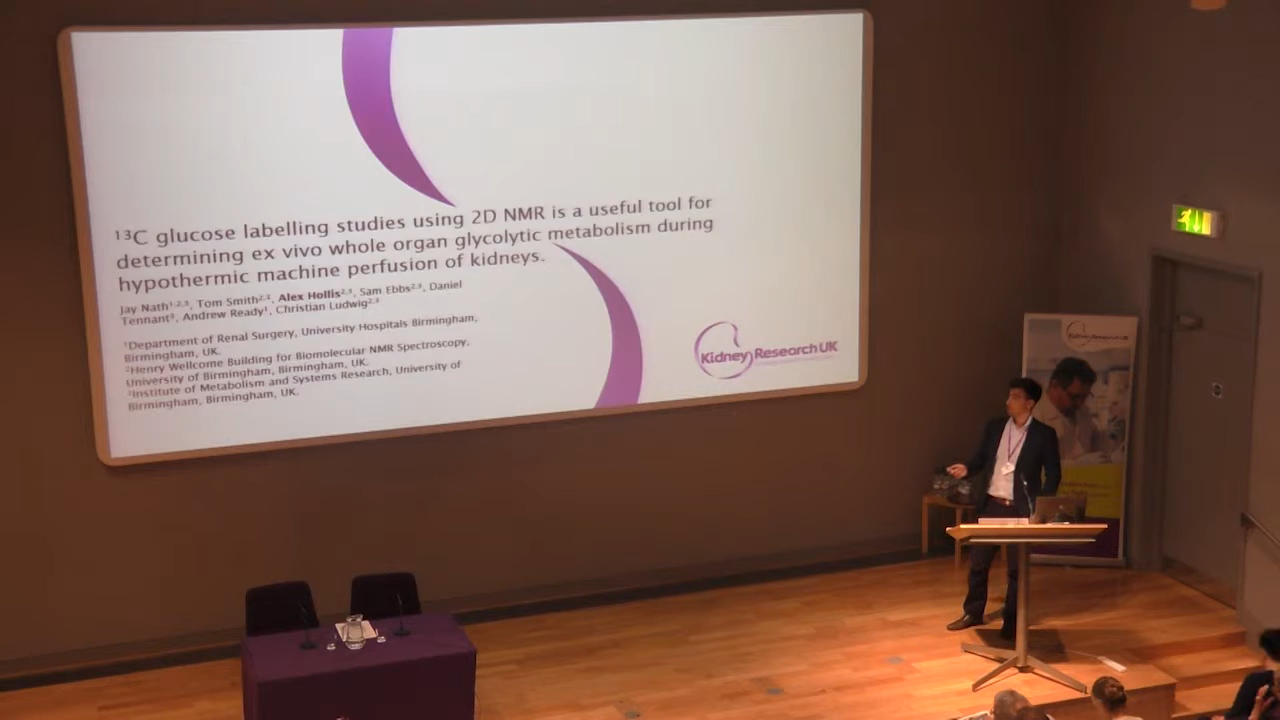 ¹³C glucose labelling studies using 2D NMR is a useful tool for
determining ex vivo whole organ glycolytic metabolism during
hypothermic machine perfusion of kidneys.
Jay Nath¹·²·³, Tom Smith²·³, Alex Hollis²·³, Sam Ebbs²·³, Daniel
Tennant³, Andrew Ready¹, Christian Ludwig²·³
¹Department of Renal Surgery, University Hospitals Birmingham,
Birmingham, UK.
²Henry Wellcome Building for Biomolecular NMR Spectroscopy,
University of Birmingham, Birmingham, UK.
³Institute of Metabolism and Systems Research, University of
Birmingham, Birmingham, UK.
Kidney Research UK
Kidney Research UK